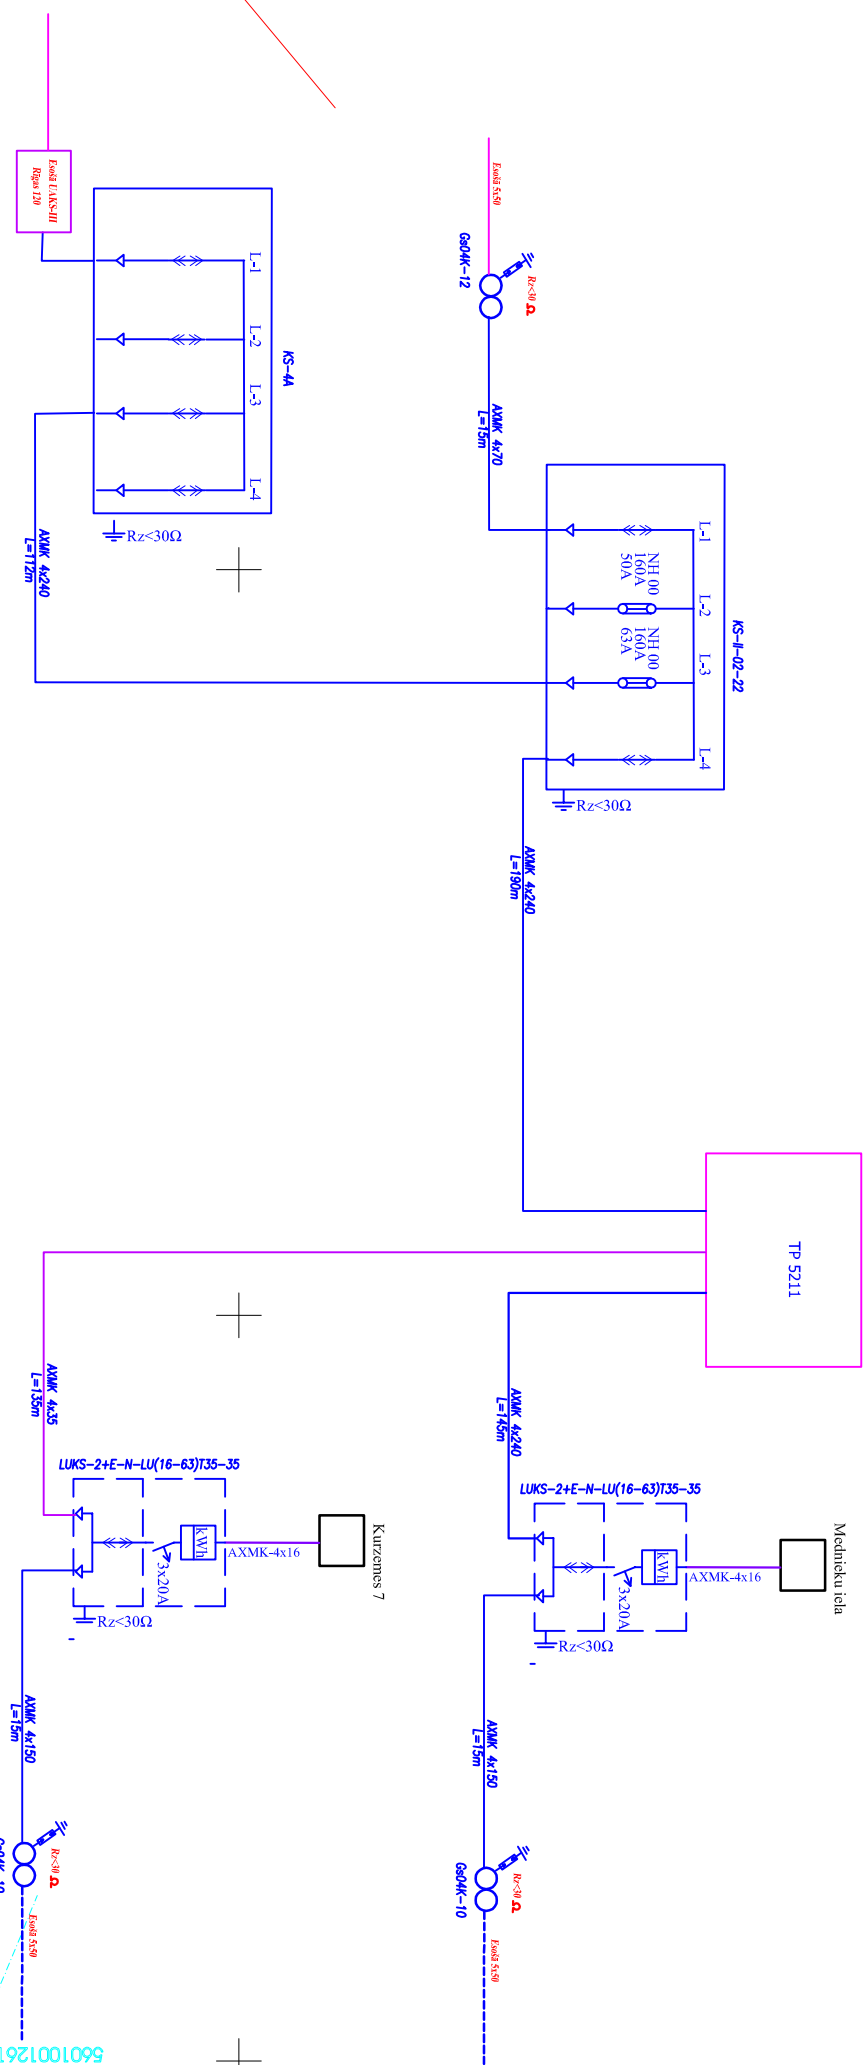 Esošā UAKS-III
Rīgas 120
L-1
L-2
L-3
L-4
KS-4A
Rz<30Ω
AXMK 4x240
L=112m
Esošā 5x50
Gs04K-12
Rz<30 Ω
AXMK 4x70
L=15m
L-1
L-2
L-3
L-4
NH 00
160A
50A
NH 00
160A
63A
KS-II-02-22
Rz<30Ω
AXMK 4x240
L=190m
TP 5211
AXMK 4x35
L=135m
AXMK 4x240
L=145m
LUKS-2+E-N-LU(16-63)T35-35
kWh
3x20A
AXMK-4x16
Kurzemes 7
Rz<30Ω
-
LUKS-2+E-N-LU(16-63)T35-35
kWh
3x20A
AXMK-4x16
Mednieku iela
Rz<30Ω
-
AXMK 4x150
L=15m
Rz<30 Ω
Esošā 5x50
AXMK 4x150
L=15m
Gs04K-10
Rz<30 Ω
Esošā 5x50
5601001261